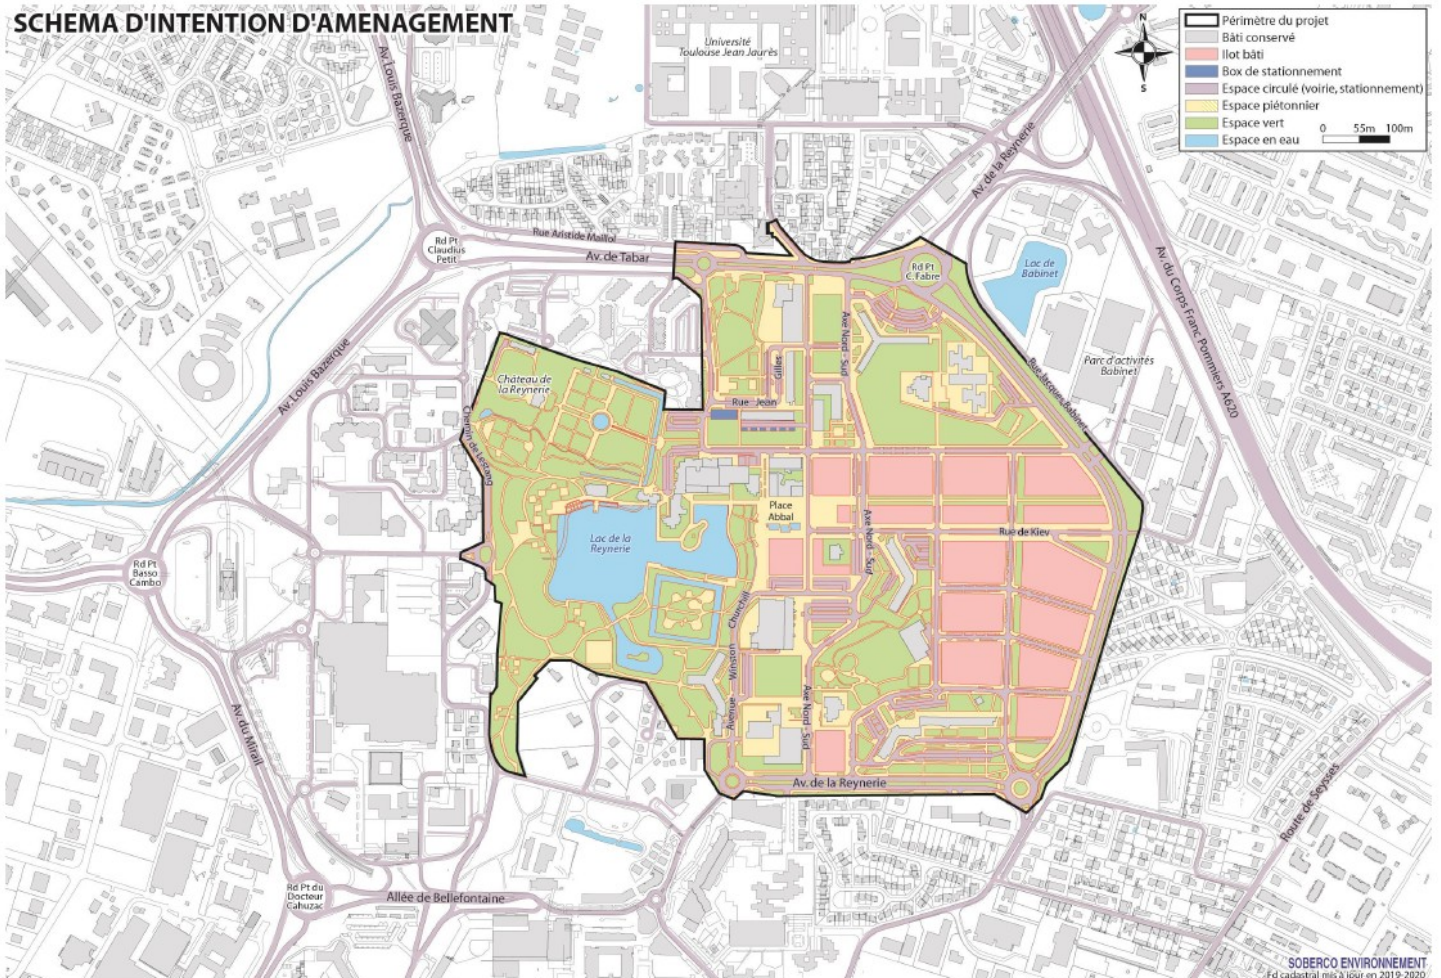 SCHEMA D'INTENTION D'AMENAGEMENT
Université
Toulouse Jean Jaurès
N
S
Périmètre du projet
Bâti conservé
Ilot bâti
Box de stationnement
Espace circulé (voirie, stationnement)
Espace piétonnier
Espace vert
Espace en eau
0 55m 100m
Av. Louis Bazerque
Av. de la Reynerie
Rue Aristide Maillol
Rd Pt
Claudius
Petit
Av. de Tabar
Rd Pt
C. Fabre
Lac de
Babinet
Av. du Corps Franc Pommiers A620
Axe Nord - Sud
Parc d'activités
Babinet
Rue Jacques Babinet
Av. Louis Bazerque
Château de
la Reynerie
Gilles
Rue Jean
Chemin de Lestang
Place
Abbal
Axe Nord - Sud
Rue de Kiev
Lac de la
Reynerie
Rd Pt
Basso
Cambo
Avenue Winston Churchill
Axe Nord - Sud
Av. du Mirail
Av. de la Reynerie
Route de Seysses
Rd Pt du
Docteur
Cahuzac
Allée de Bellefontaine
SOBERCO ENVIRONNEMENT
Fd cadastral mis à jour en 2019-2020